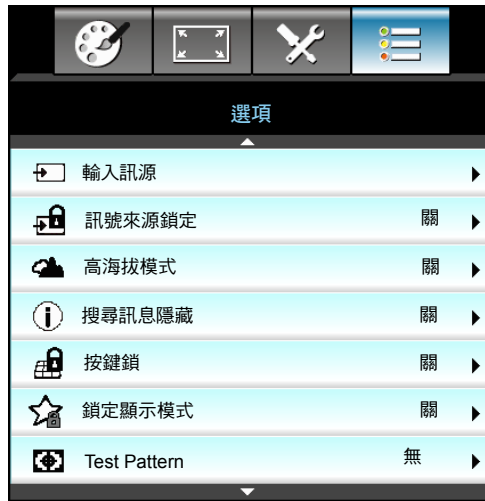 選項
輸入訊源
訊號來源鎖定 關
高海拔模式 關
搜尋訊息隱藏 關
按鍵鎖 關
鎖定顯示模式 關
Test Pattern 無